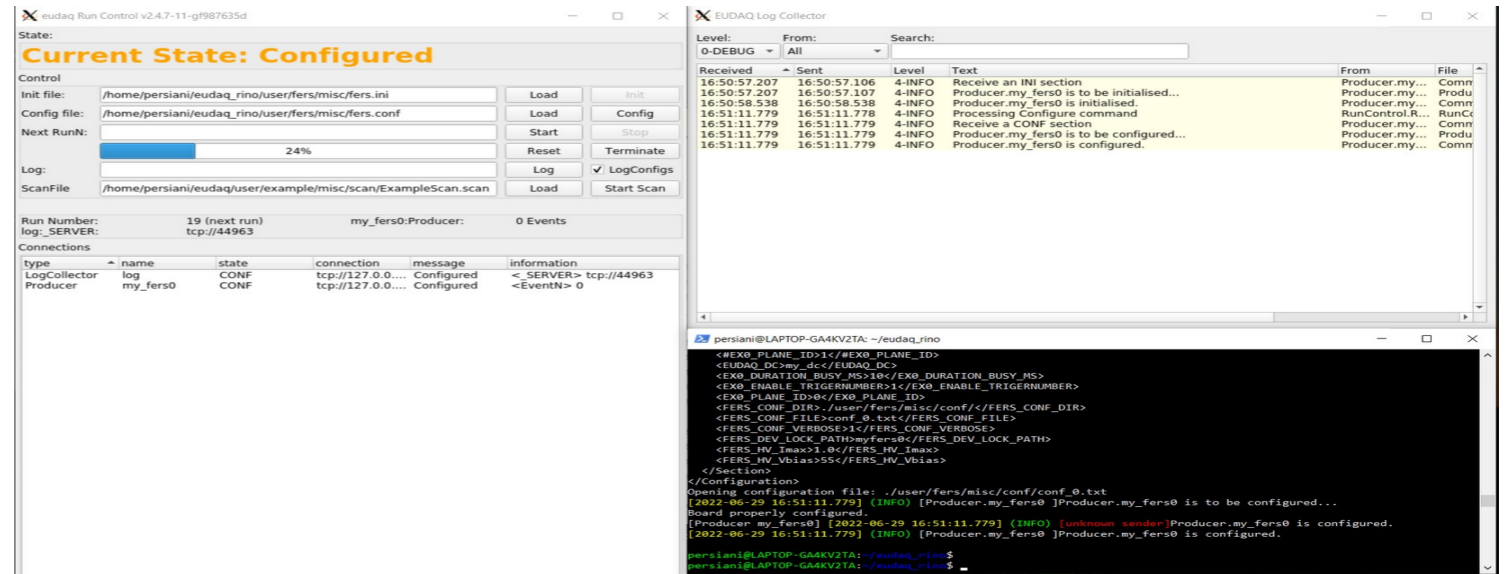 eudaq Run Control v2.4.7-11-gf987635d
State:
Current State: Configured
Control
Init file: /home/persiani/eudaq_rino/user/fers/misc/fers.ini Load Init
Config file: /home/persiani/eudaq_rino/user/fers/misc/fers.conf Load Config
Next RunN: Start Stop
24% Reset Terminate
Log: Log LogConfigs
ScanFile /home/persiani/eudaq/user/example/misc/scan/ExampleScan.scan Load Start Scan
Run Number: 19 (next run) my_fers0:Producer: 0 Events
log:_SERVER: tcp://44963
Connections
type name state connection message information
LogCollector log CONF tcp://127.0.0.... Configured <_SERVER> tcp://44963
Producer my_fers0 CONF tcp://127.0.0.... Configured <EventN> 0
EUDAQ Log Collector
Level: From: Search:
0-DEBUG All
Received Sent Level Text From File
16:50:57.207 16:50:57.106 4-INFO Receive an INI section Producer.my... Comm
16:50:57.207 16:50:57.107 4-INFO Producer.my_fers0 is to be initialised... Producer.my... Produ
16:50:58.538 16:50:58.538 4-INFO Producer.my_fers0 is initialised. Producer.my... Comm
16:51:11.779 16:51:11.778 4-INFO Processing Configure command RunControl.R... RunCo
16:51:11.779 16:51:11.779 4-INFO Receive a CONF section Producer.my... Comm
16:51:11.779 16:51:11.779 4-INFO Producer.my_fers0 is to be configured... Producer.my... Produ
16:51:11.779 16:51:11.779 4-INFO Producer.my_fers0 is configured. Producer.my... Comm
persiani@LAPTOP-GA4KV2TA: ~/eudaq_rino
<#EX0_PLANE_ID>1</#EX0_PLANE_ID>
<EUDAQ_DC>my_dc</EUDAQ_DC>
<EX0_DURATION_BUSY_MS>10</EX0_DURATION_BUSY_MS>
<EX0_ENABLE_TRIGERNUMBER>1</EX0_ENABLE_TRIGERNUMBER>
<EX0_PLANE_ID>0</EX0_PLANE_ID>
<FERS_CONF_DIR>./user/fers/misc/conf/</FERS_CONF_DIR>
<FERS_CONF_FILE>conf_0.txt</FERS_CONF_FILE>
<FERS_CONF_VERBOSE>1</FERS_CONF_VERBOSE>
<FERS_DEV_LOCK_PATH>myfers0</FERS_DEV_LOCK_PATH>
<FERS_HV_Imax>1.0</FERS_HV_Imax>
<FERS_HV_Vbias>55</FERS_HV_Vbias>
</Section>
</Configuration>
Opening configuration file: ./user/fers/misc/conf/conf_0.txt
[2022-06-29 16:51:11.779] (INFO) [Producer.my_fers0 ]Producer.my_fers0 is to be configured...
Board properly configured.
[Producer my_fers0] [2022-06-29 16:51:11.779] (INFO) [unknown sender]Producer.my_fers0 is configured.
[2022-06-29 16:51:11.779] (INFO) [Producer.my_fers0 ]Producer.my_fers0 is configured.
persiani@LAPTOP-GA4KV2TA:~/eudaq_rino$
persiani@LAPTOP-GA4KV2TA:~/eudaq_rino$ _